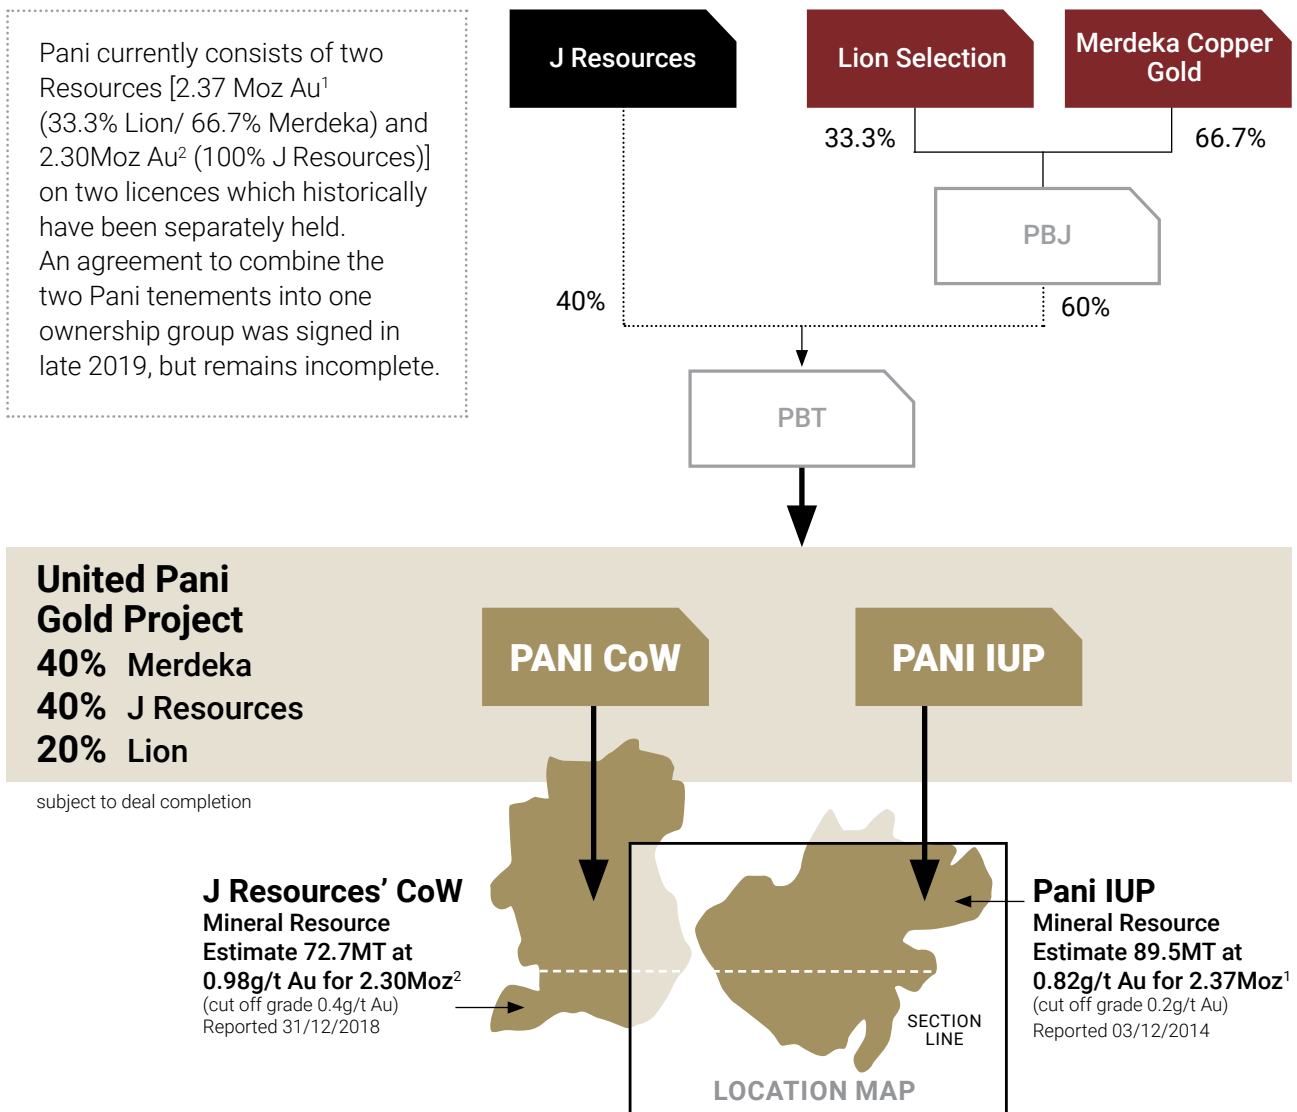 Pani currently consists of two
Resources [2.37 Moz Au¹
(33.3% Lion/ 66.7% Merdeka) and
2.30Moz Au² (100% J Resources)]
on two licences which historically
have been separately held.
An agreement to combine the
two Pani tenements into one
ownership group was signed in
late 2019, but remains incomplete.
J Resources
Lion Selection
Merdeka Copper
Gold
33.3%
66.7%
PBJ
40%
60%
PBT
United Pani
Gold Project
40% Merdeka
40% J Resources
20% Lion
subject to deal completion
PANI CoW
PANI IUP
J Resources’ CoW
Mineral Resource
Estimate 72.7MT at
0.98g/t Au for 2.30Moz²
(cut off grade 0.4g/t Au)
Reported 31/12/2018
Pani IUP
Mineral Resource
Estimate 89.5MT at
0.82g/t Au for 2.37Moz¹
(cut off grade 0.2g/t Au)
Reported 03/12/2014
SECTION
LINE
LOCATION MAP